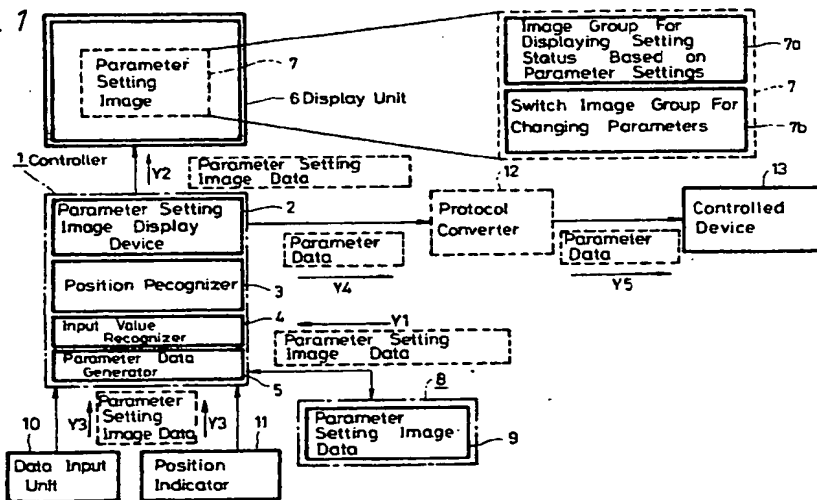 1
Parameter
Setting
Image
7
6 Display Unit
Image Group For
Displaying Setting
Status Based on
Parameter Settings
7a
7
Switch Image Group For
Changing Parameters
7b
1 Controller
Y2
Parameter Setting
Image Data
Parameter Setting
Image Display
Device
2
Position Pecognizer
3
4
Input Value
Recognizer
Parameter Data
Generator
5
12
Protocol
Converter
13
Controlled
Device
Parameter
Data
Y4
Parameter
Data
Y5
Y1
Parameter Setting
Image Data
8
Parameter
Setting Image
Data
9
Y3
Parameter
Setting
Image Data
Y3
10
Data Input
Unit
11
Position
Indicator